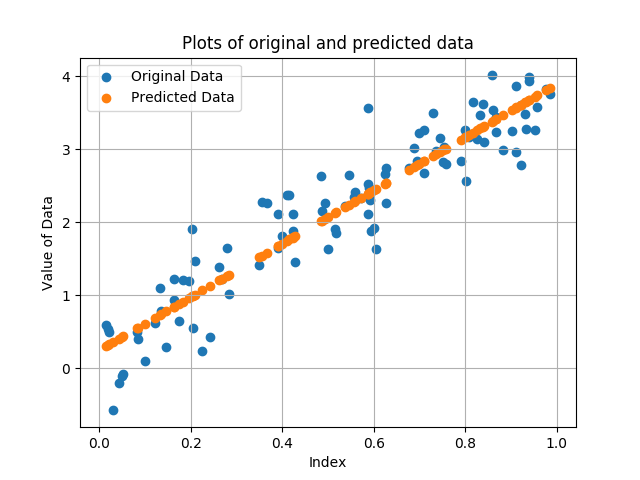 Plots of original and predicted data
Original Data
Predicted Data
Value of Data
4
3
2
1
0
0.0 0.2 0.4 0.6 0.8 1.0
Index